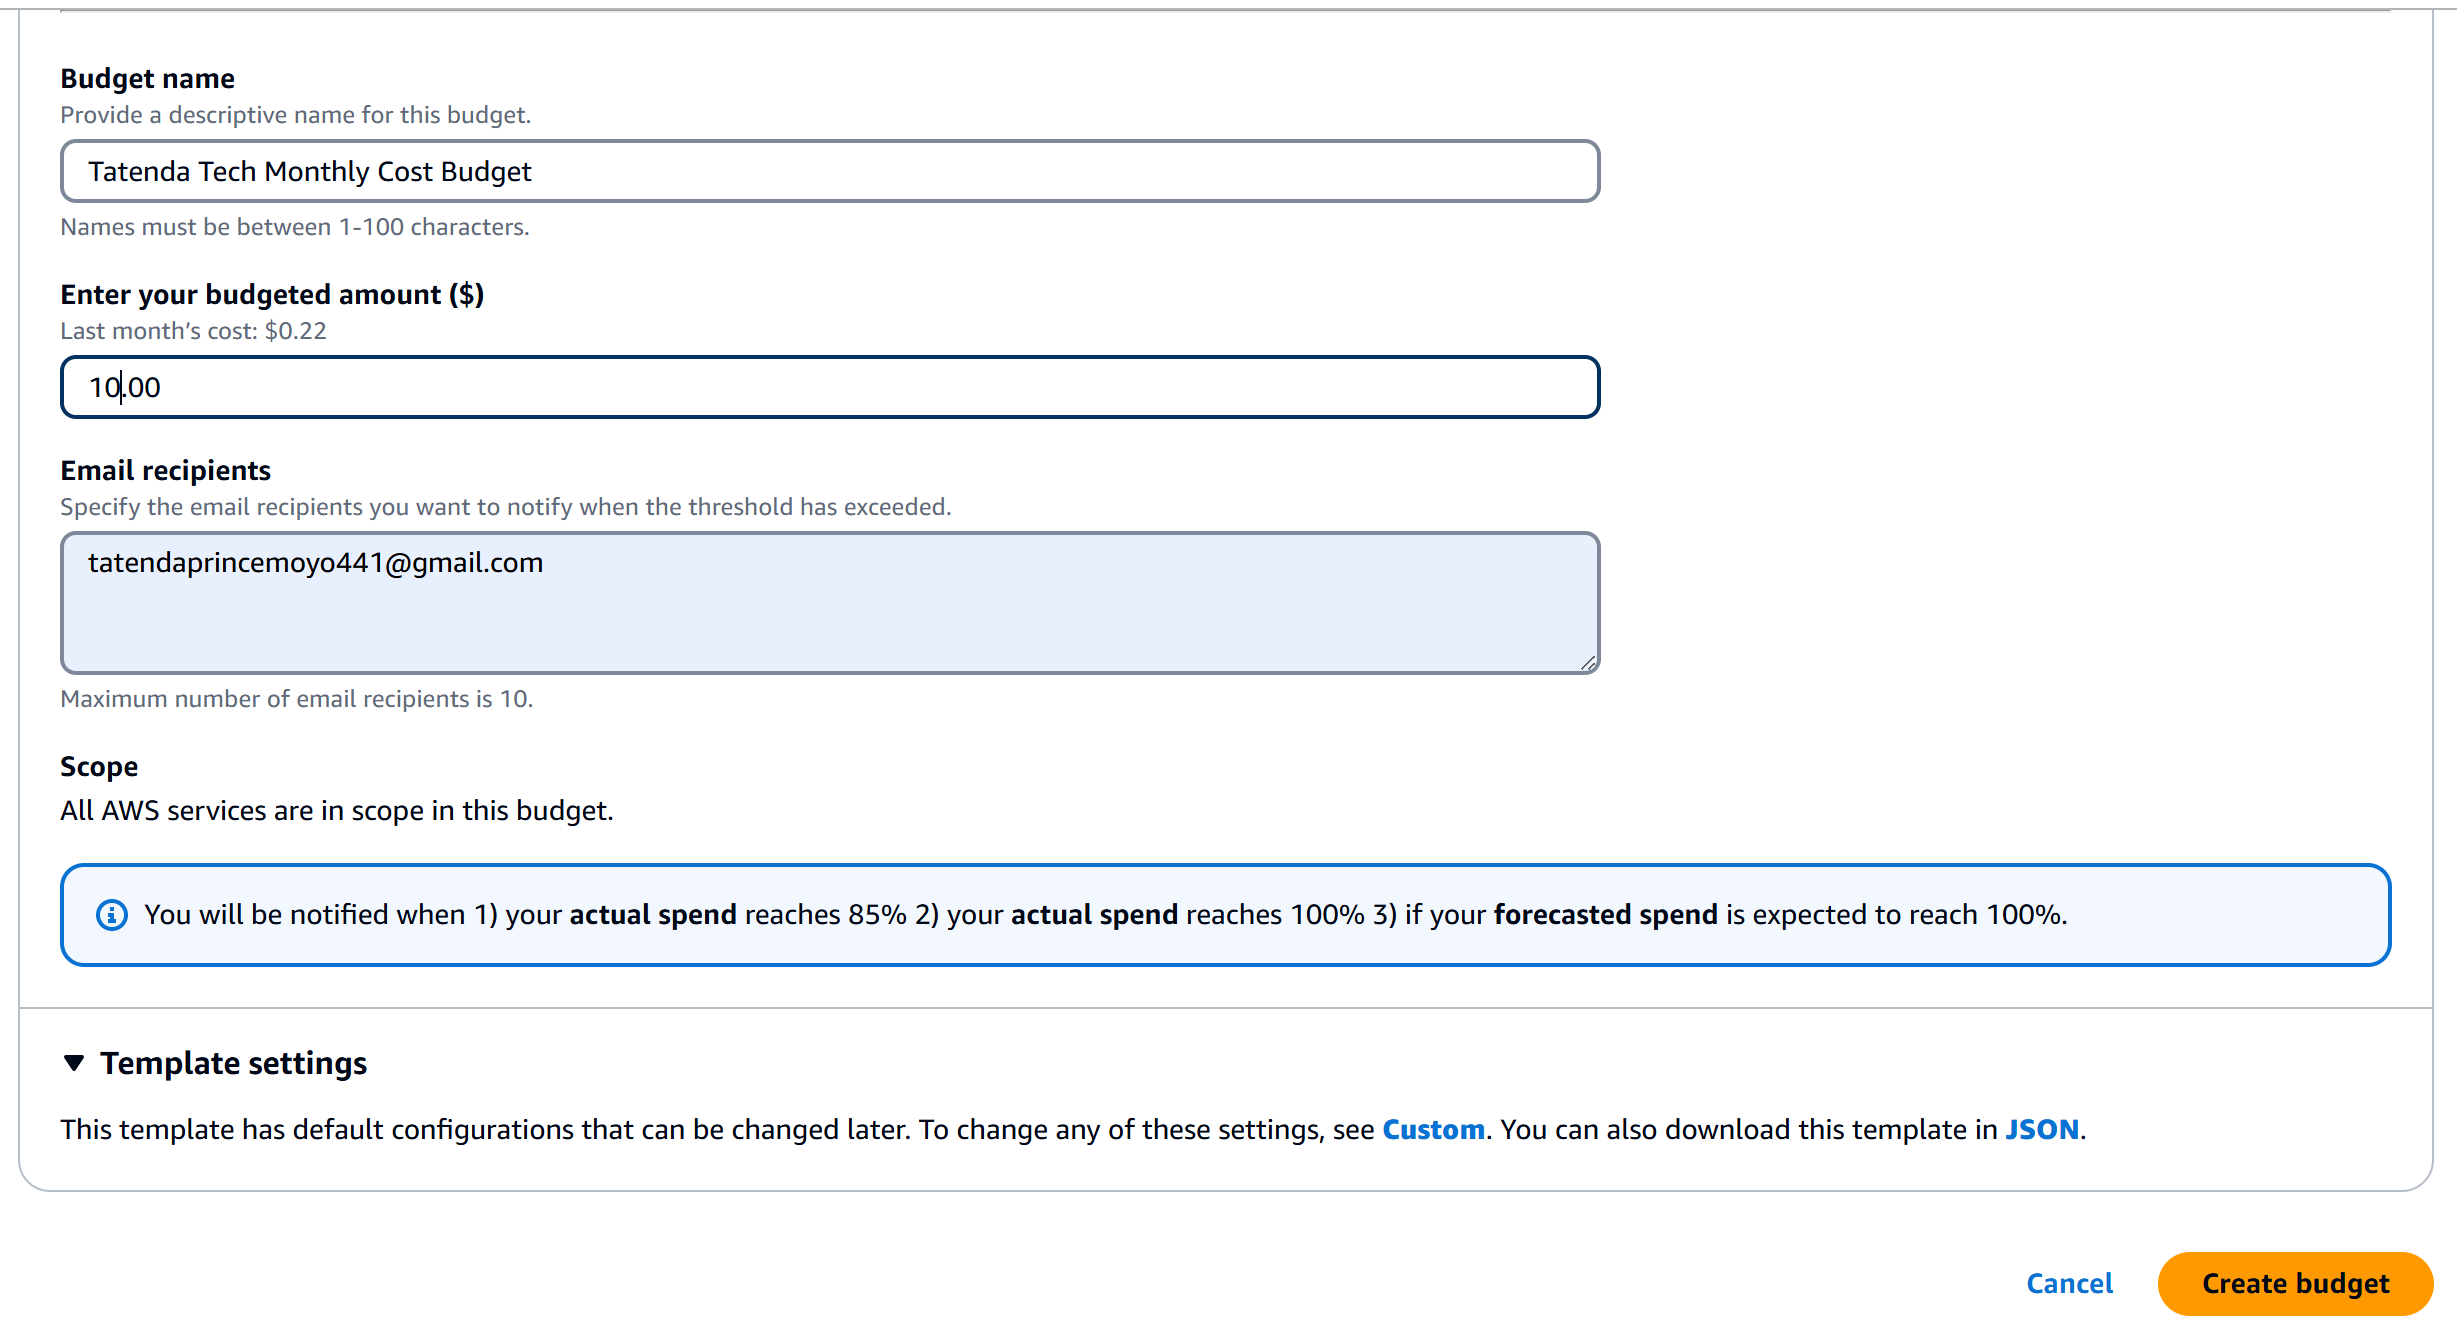 Budget name
Provide a descriptive name for this budget.
Tatenda Tech Monthly Cost Budget
Names must be between 1-100 characters.
Enter your budgeted amount ($)
Last month's cost: $0.22
10.00
Email recipients
Specify the email recipients you want to notify when the threshold has exceeded.
tatendaprincemoyo441@gmail.com
Maximum number of email recipients is 10.
Scope
All AWS services are in scope in this budget.
You will be notified when 1) your actual spend reaches 85% 2) your actual spend reaches 100% 3) if your forecasted spend is expected to reach 100%.
Template settings
This template has default configurations that can be changed later. To change any of these settings, see Custom. You can also download this template in JSON.
Cancel
Create budget